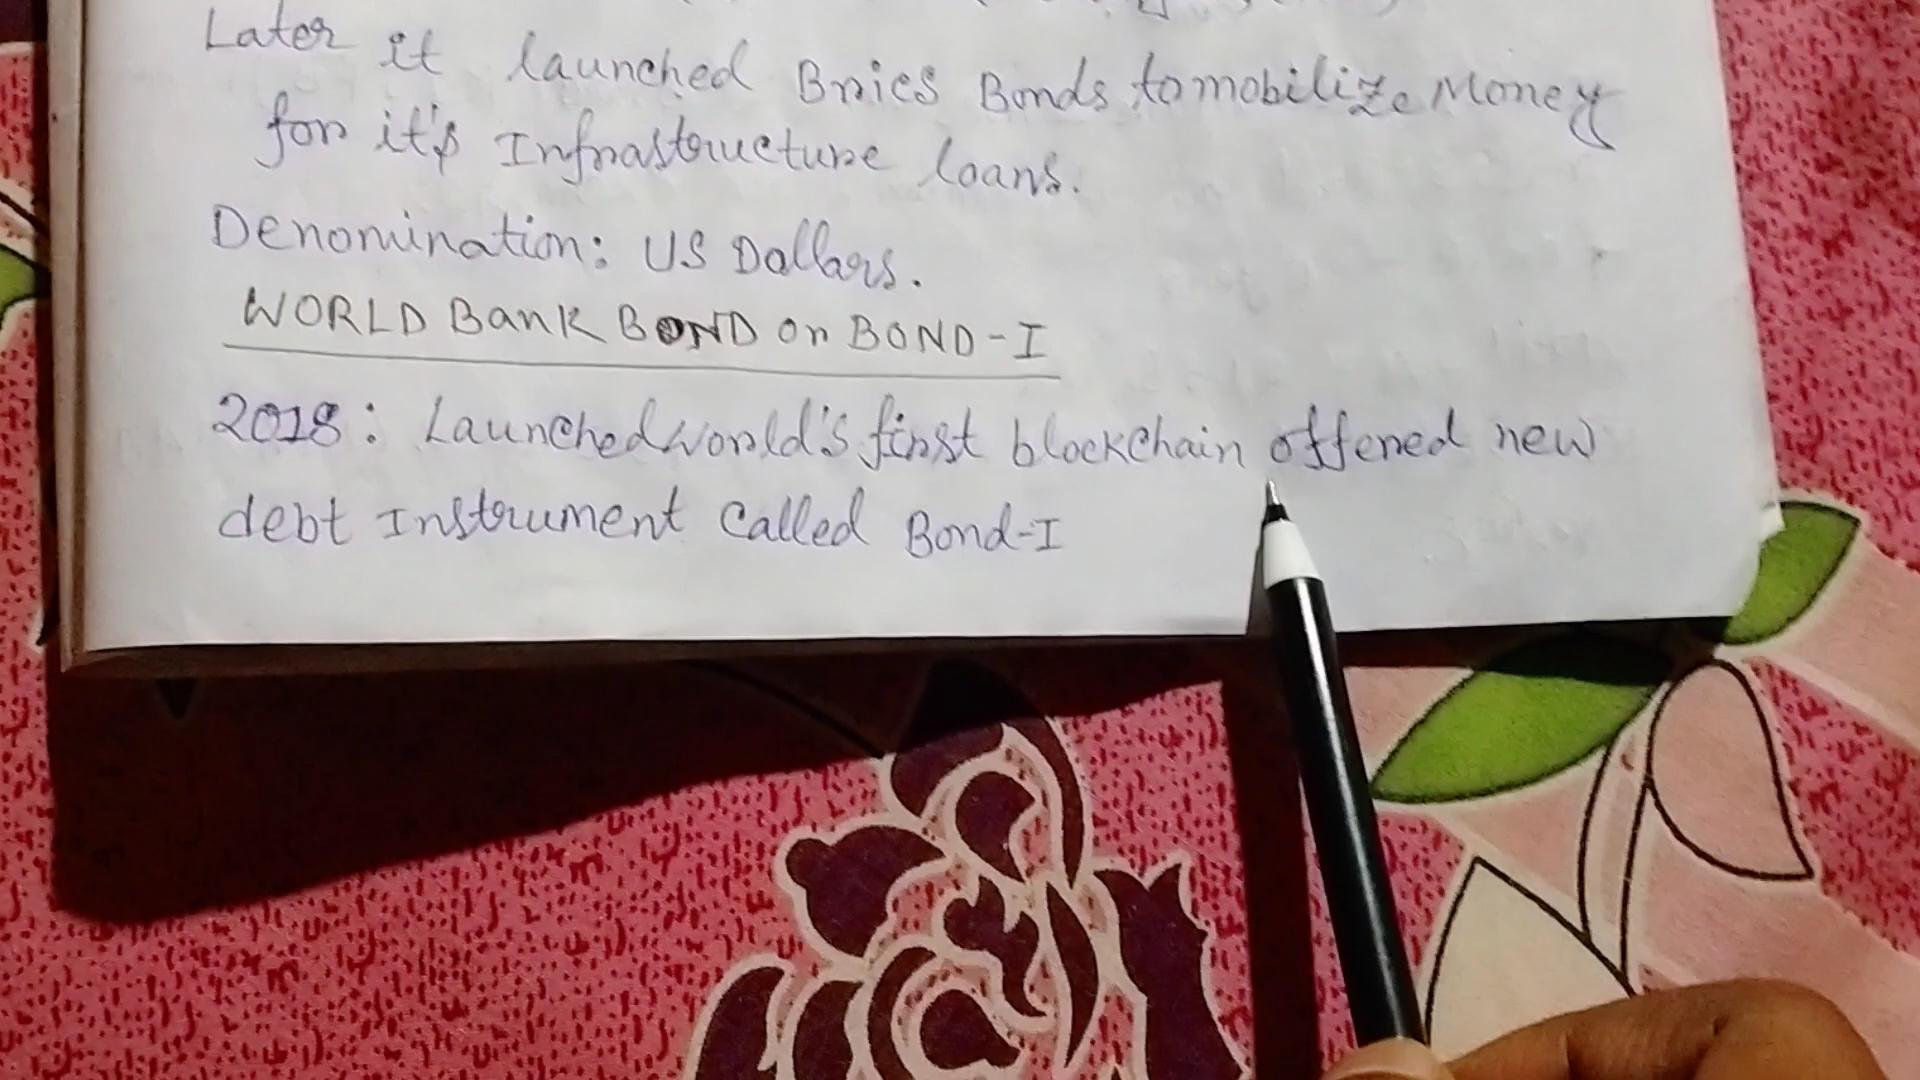 Later it launched Brics Bonds to mobilize Money
for it's Infrastructure loans.
Denomination: US Dollars.
WORLD Bank BOND or BOND-I
2018: Launched world's first blockchain offered new
debt Instrument Called Bond-I